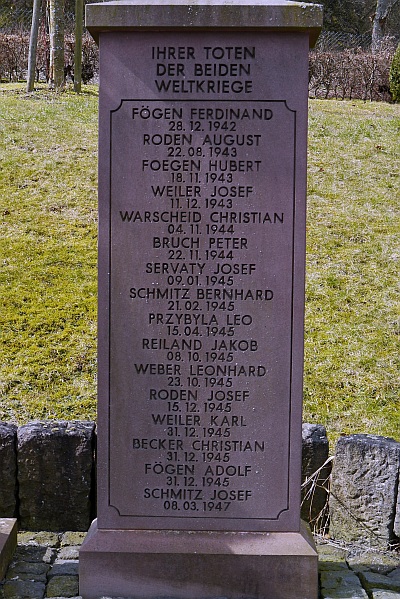 IHRER TOTEN
DER BEIDEN
WELTKRIEGE
FÖGEN FERDINAND
28.12.1942
RODEN AUGUST
22.08.1943
FOEGEN HUBERT
18.11.1943
WEILER JOSEF
11.12.1943
WARSCHEID CHRISTIAN
04.11.1944
BRUCH PETER
22.11.1944
SERVATY JOSEF
09.01.1945
SCHMITZ BERNHARD
21.02.1945
PRZYBYLA LEO
15.04.1945
REILAND JAKOB
08.10.1945
WEBER LEONHARD
23.10.1945
RODEN JOSEF
15.12.1945
WEILER KARL
31.12.1945
BECKER CHRISTIAN
31.12.1945
FÖGEN ADOLF
31.12.1945
SCHMITZ JOSEF
08.03.1947